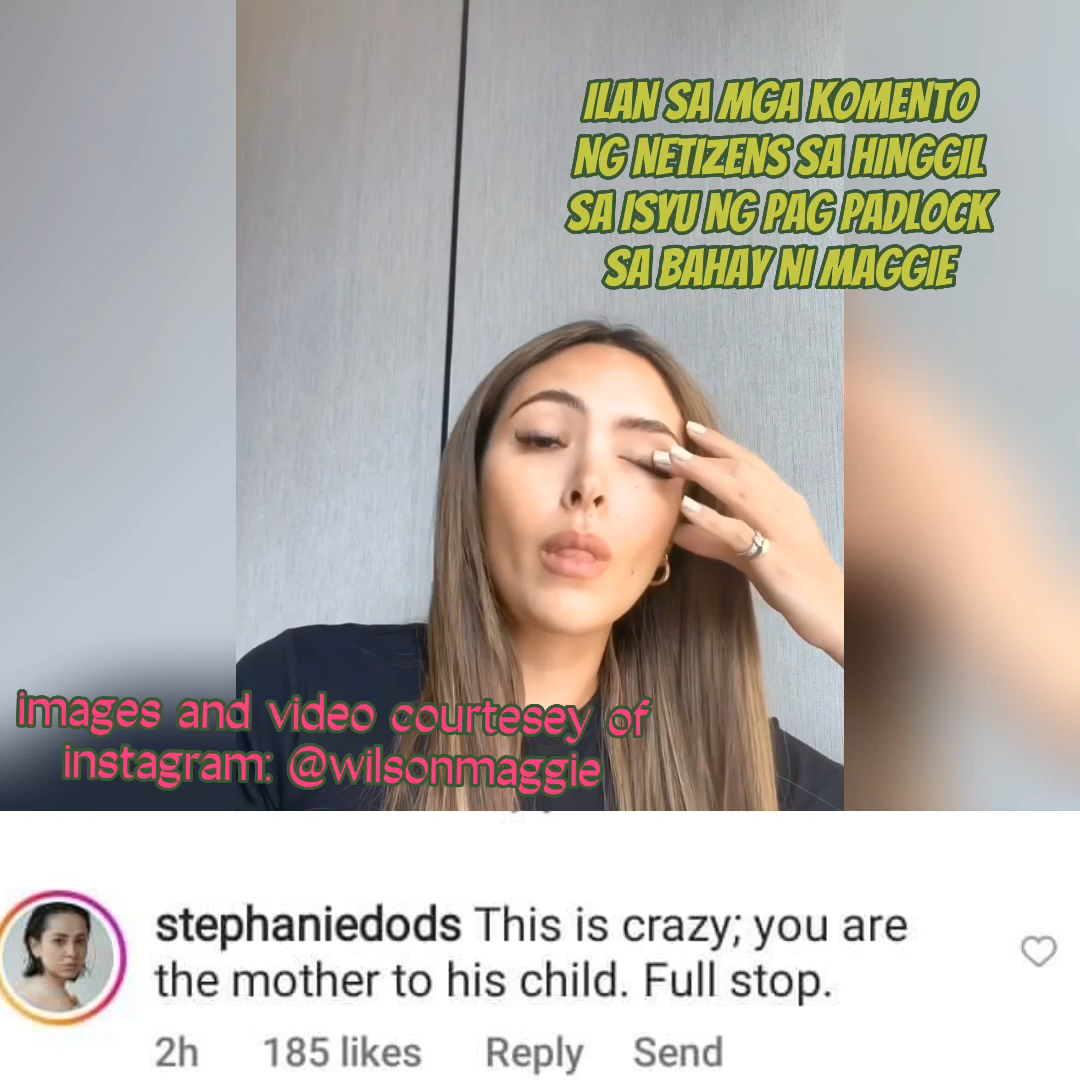 ILAN SA MGA KOMENTO
NG NETIZENS SA HINGGIL
SA ISYU NG PAG PADLOCK
SA BAHAY NI MAGGIE
images and video courtesey of
instagram: @wilsonmaggie
stephaniedods This is crazy; you are
the mother to his child. Full stop.
2h 185 likes Reply Send